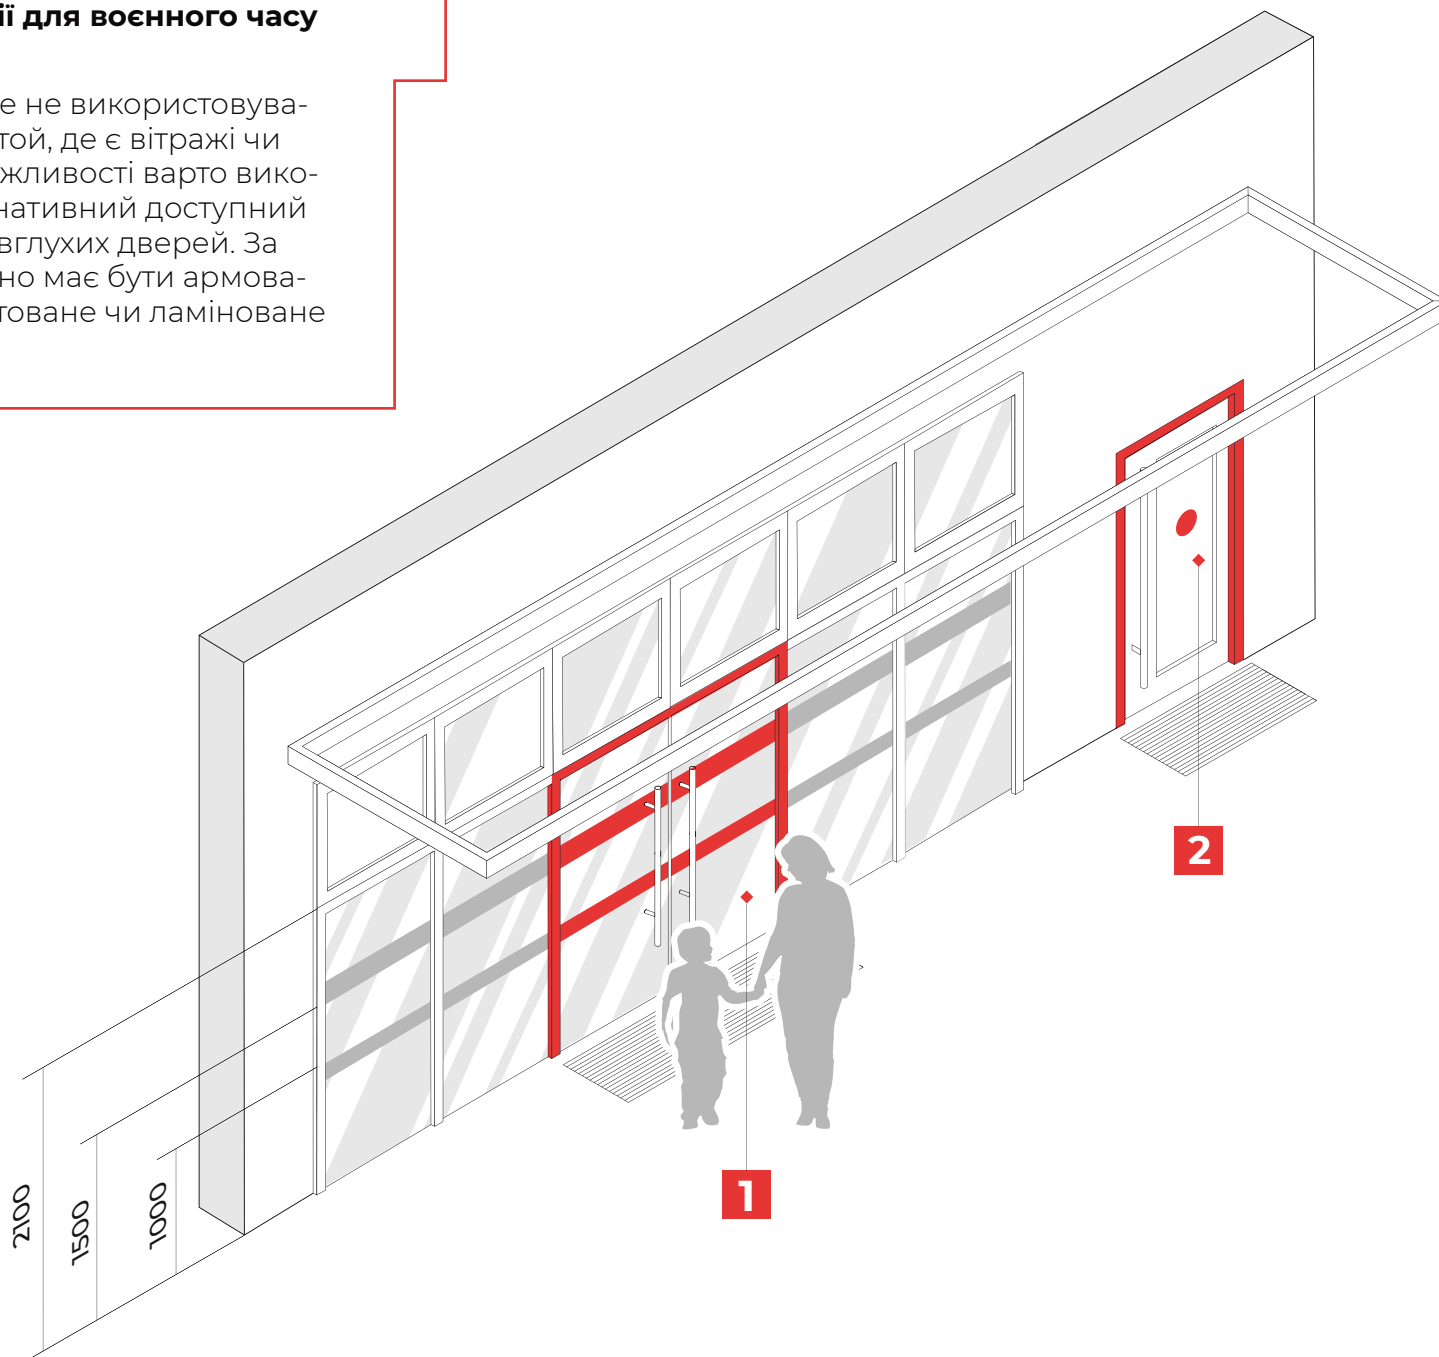 ії для воєнного часу
е не використовува-
той, де є вітражі чи
жливості варто вико-
нативний доступний
вглухих дверей. За
но має бути армова-
товане чи ламіноване
2
1
2100
1500
1000